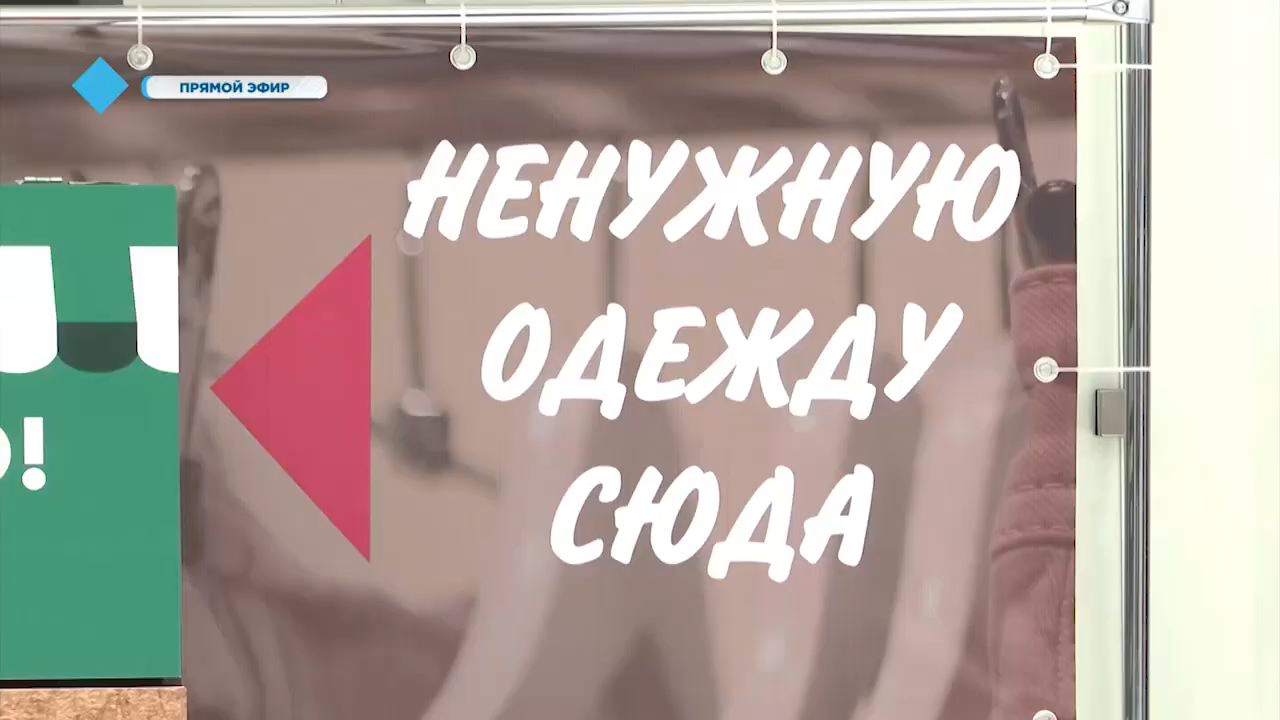 ПРЯМОЙ ЭФИР
НЕНУЖНУЮ
ОДЕЖДУ
СЮДА
!